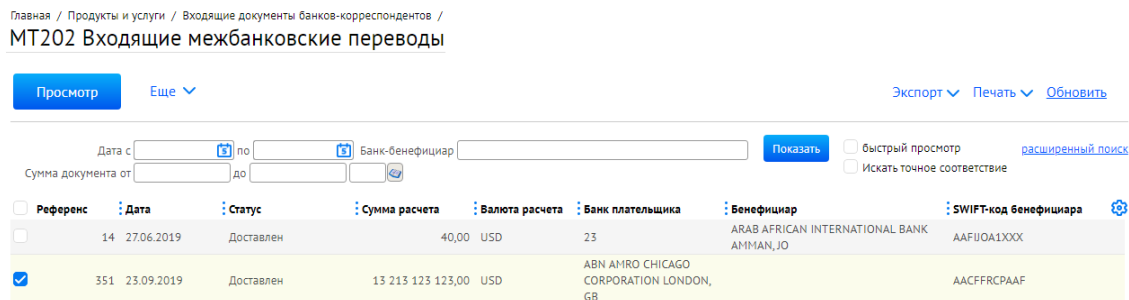 Главная / Продукты и услуги / Входящие документы банков-корреспондентов /
МТ202 Входящие межбанковские переводы
Просмотр Еще Экспорт Печать Обновить
Дата с 5 по 5 Банк-бенефициар Показать быстрый просмотр расширенный поиск
Сумма документа от до Искать точное соответствие
Референс Дата Статус Сумма расчета Валюта расчета Банк плательщика Бенефициар SWIFT-код бенефициара
14 27.06.2019 Доставлен 40,00 USD 23 ARAB AFRICAN INTERNATIONAL BANK AAFIJOA1XXX
AMMAN, JO
ABN AMRO CHICAGO
351 23.09.2019 Доставлен 13 213 123 123,00 USD CORPORATION LONDON, AACFFRCPAAF
GB